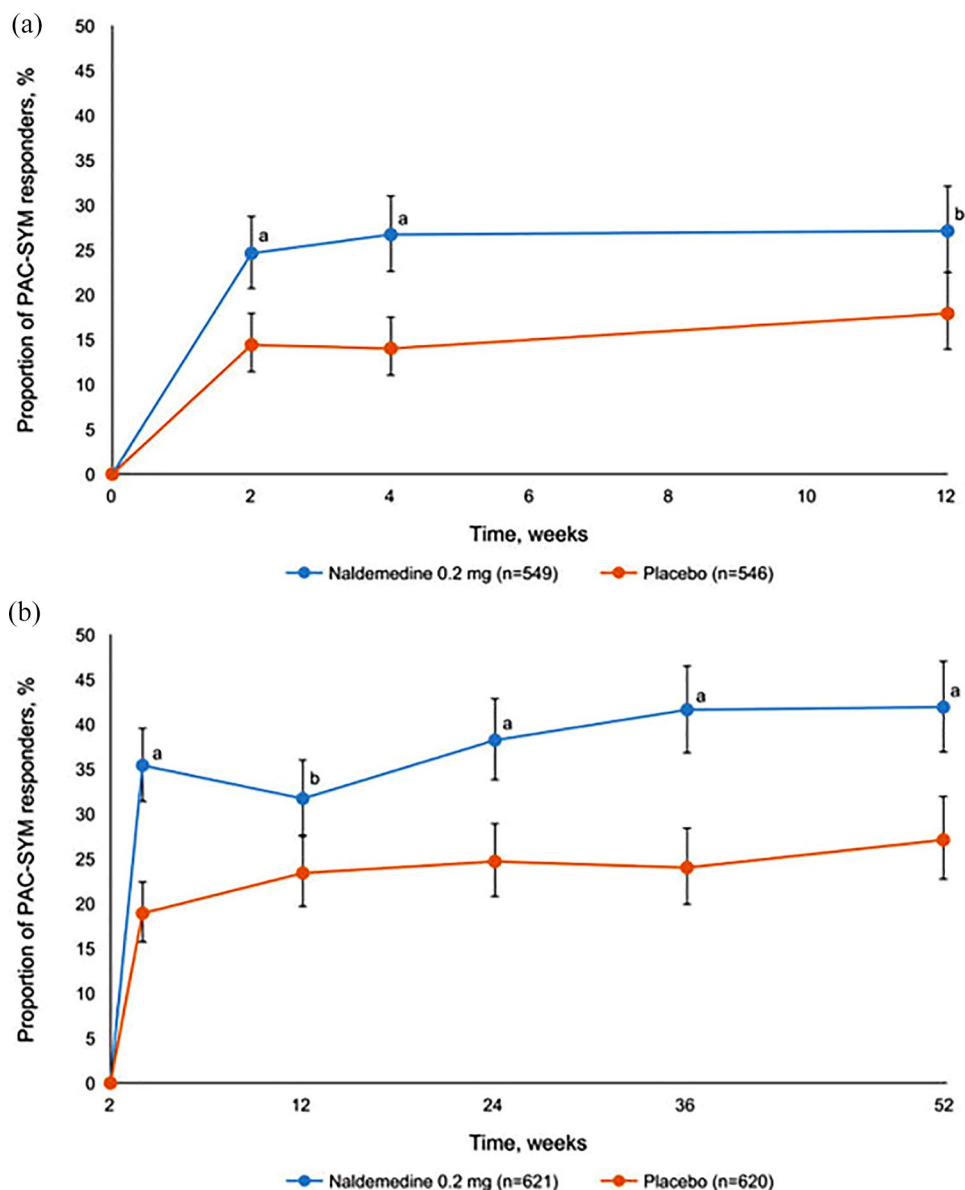 (a)
Proportion of PAC-SYM responders, %
50
45
40
35
30
25
20
15
10
5
0
a
a
b
0 2 4 6 8 10 12
Time, weeks
Naldemedine 0.2 mg (n=549) Placebo (n=546)
(b)
Proportion of PAC-SYM responders, %
50
45
40
35
30
25
20
15
10
5
0
a
b
a
a
a
2 12 24 36 52
Time, weeks
Naldemedine 0.2 mg (n=621) Placebo (n=620)